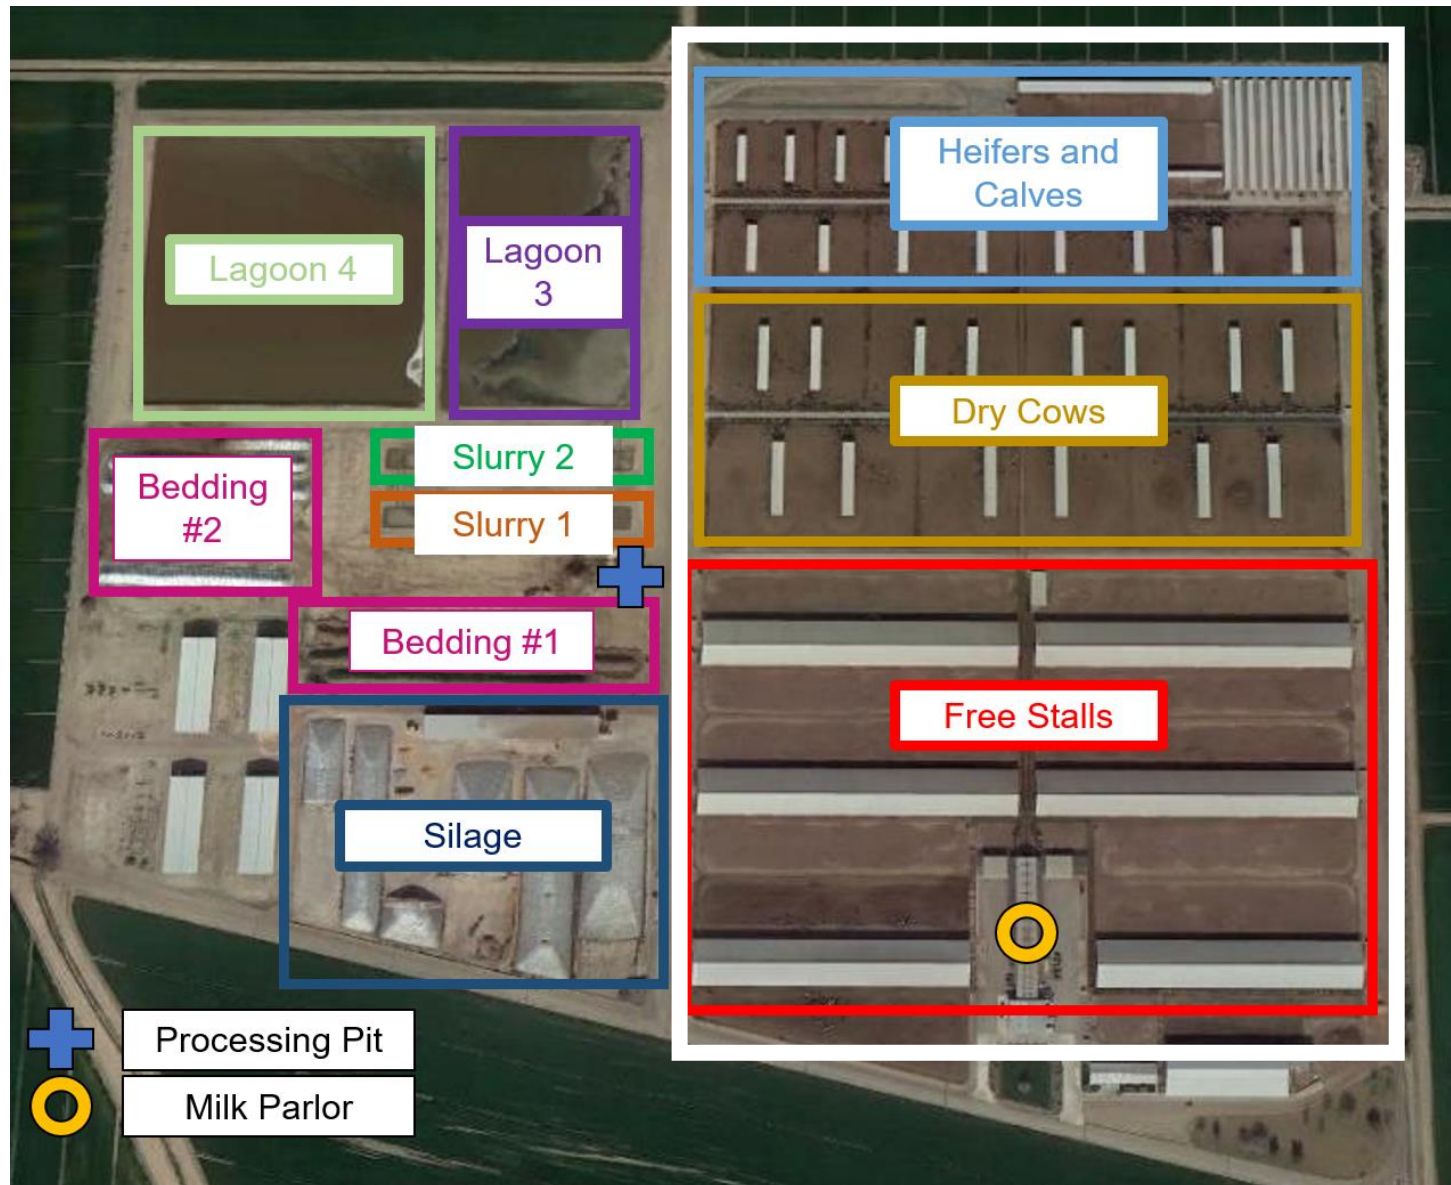 Heifers and
Calves
Lagoon 4
Lagoon
3
Dry Cows
Slurry 2
Bedding
#2
Slurry 1
Bedding #1
Free Stalls
Silage
Processing Pit
Milk Parlor